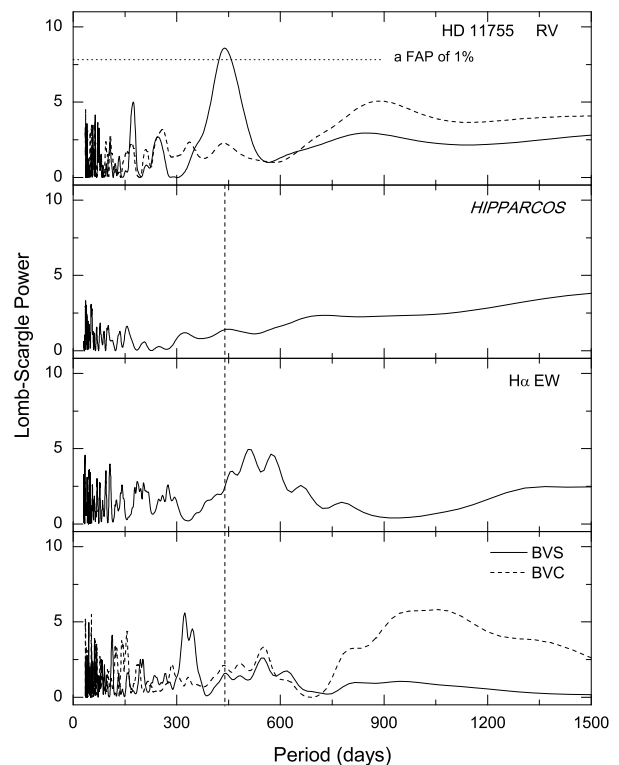 HD 11755 RV
a FAP of 1%
10
5
0
HIPPARCOS
10
5
0
Hα EW
10
5
0
BVS
BVC
10
5
0
0 300 600 900 1200 1500
Period (days)
Lomb-Scargle Power